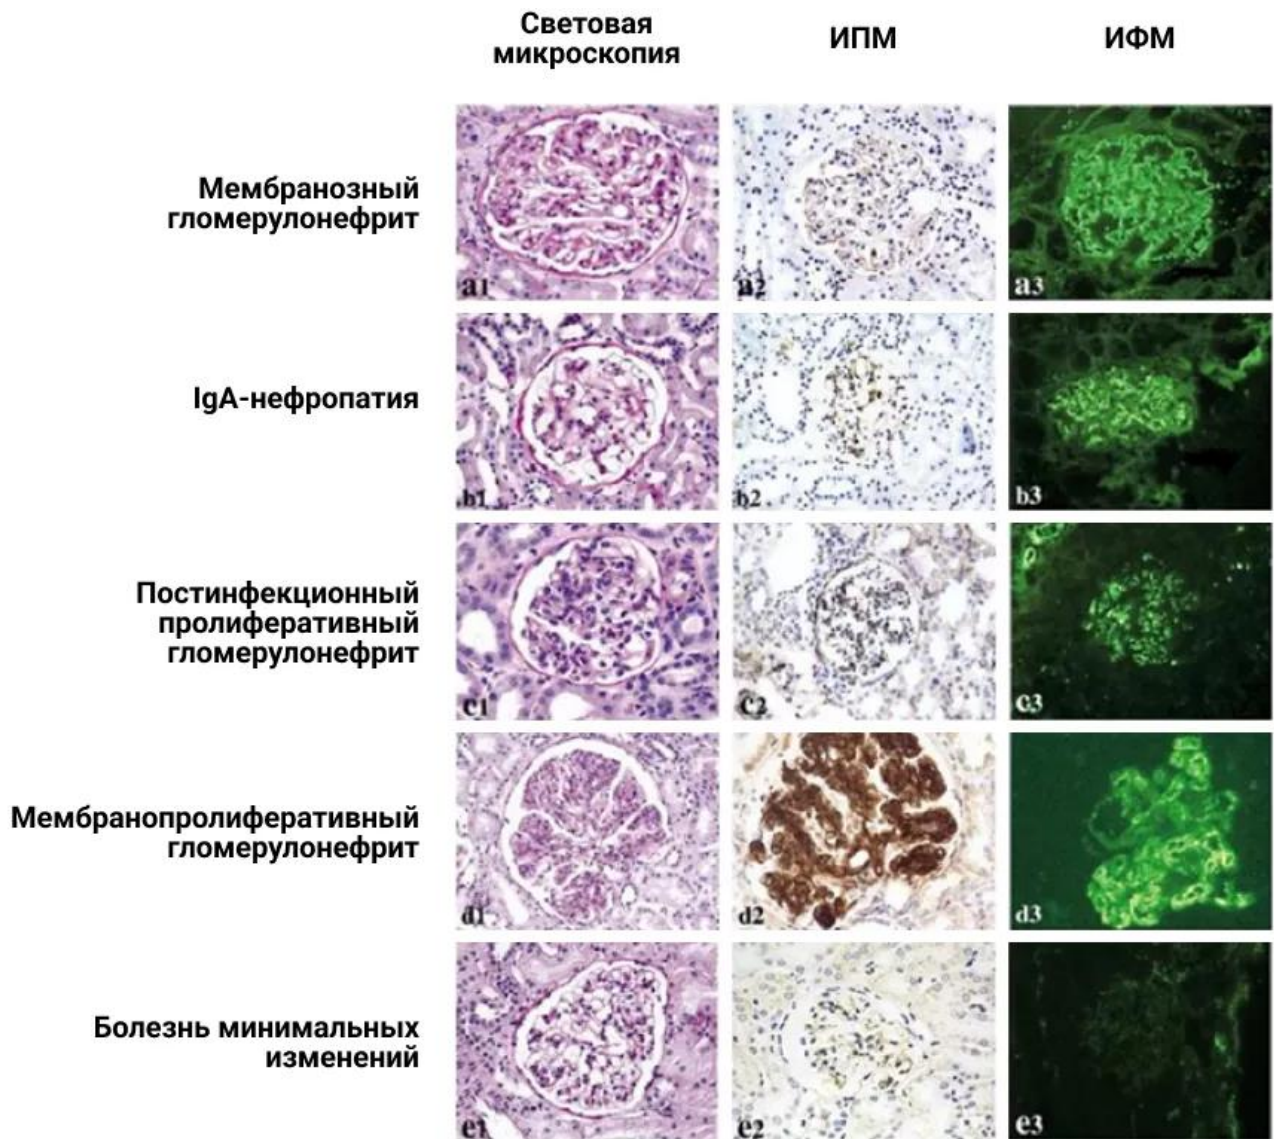 Световая
микроскопия
ИПМ
ИФМ
Мембранозный
гломерулонефрит
a1
a2
a3
IgA-нефропатия
b1
b2
b3
Постинфекционный
пролиферативный
гломерулонефрит
c1
c2
c3
Мембранопролиферативный
гломерулонефрит
d1
d2
d3
Болезнь минимальных
изменений
e1
e2
e3